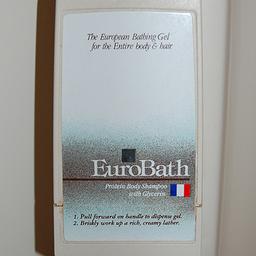 The European Bathing Gel
for the Entire body & hair
EuroBath
Protein Body Shampoo
with Glycerin
1. Pull forward on handle to dispense gel.
2. Briskly work up a rich, creamy lather.